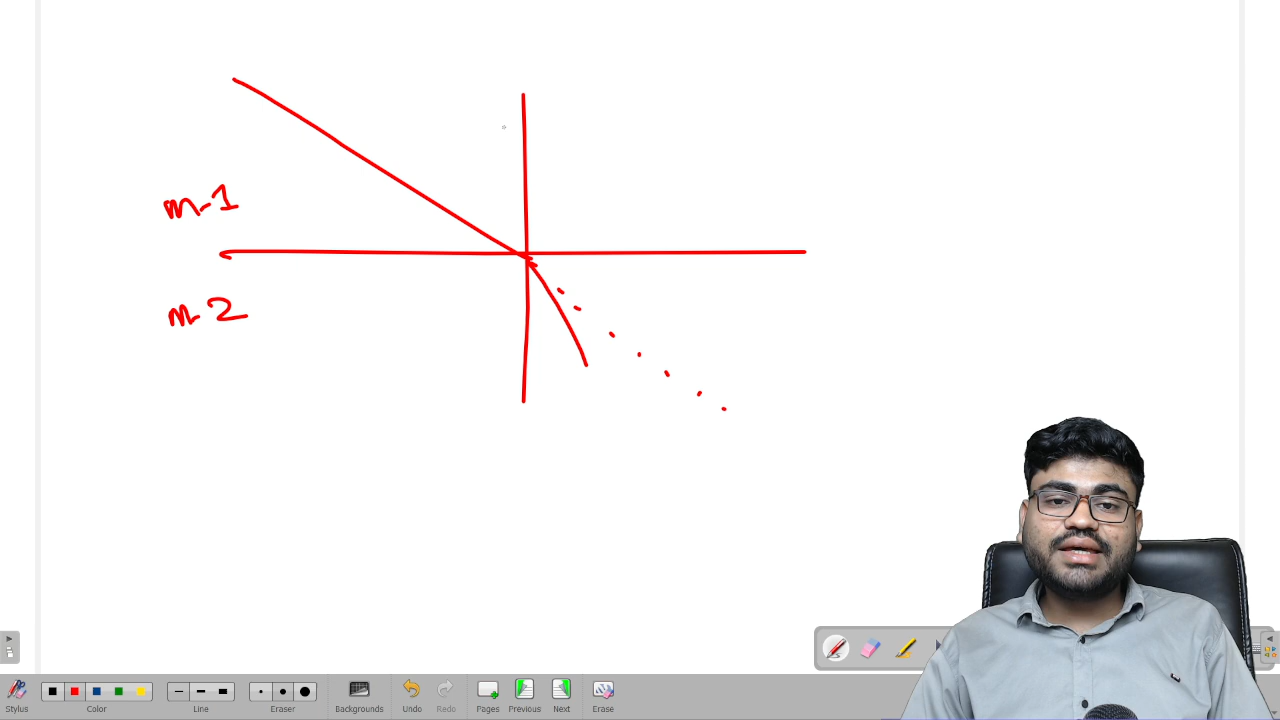 m-1
m-2
Stylus
Color
Line
Eraser
Backgrounds
Undo
Redo
Pages
Previous
Next
Erase